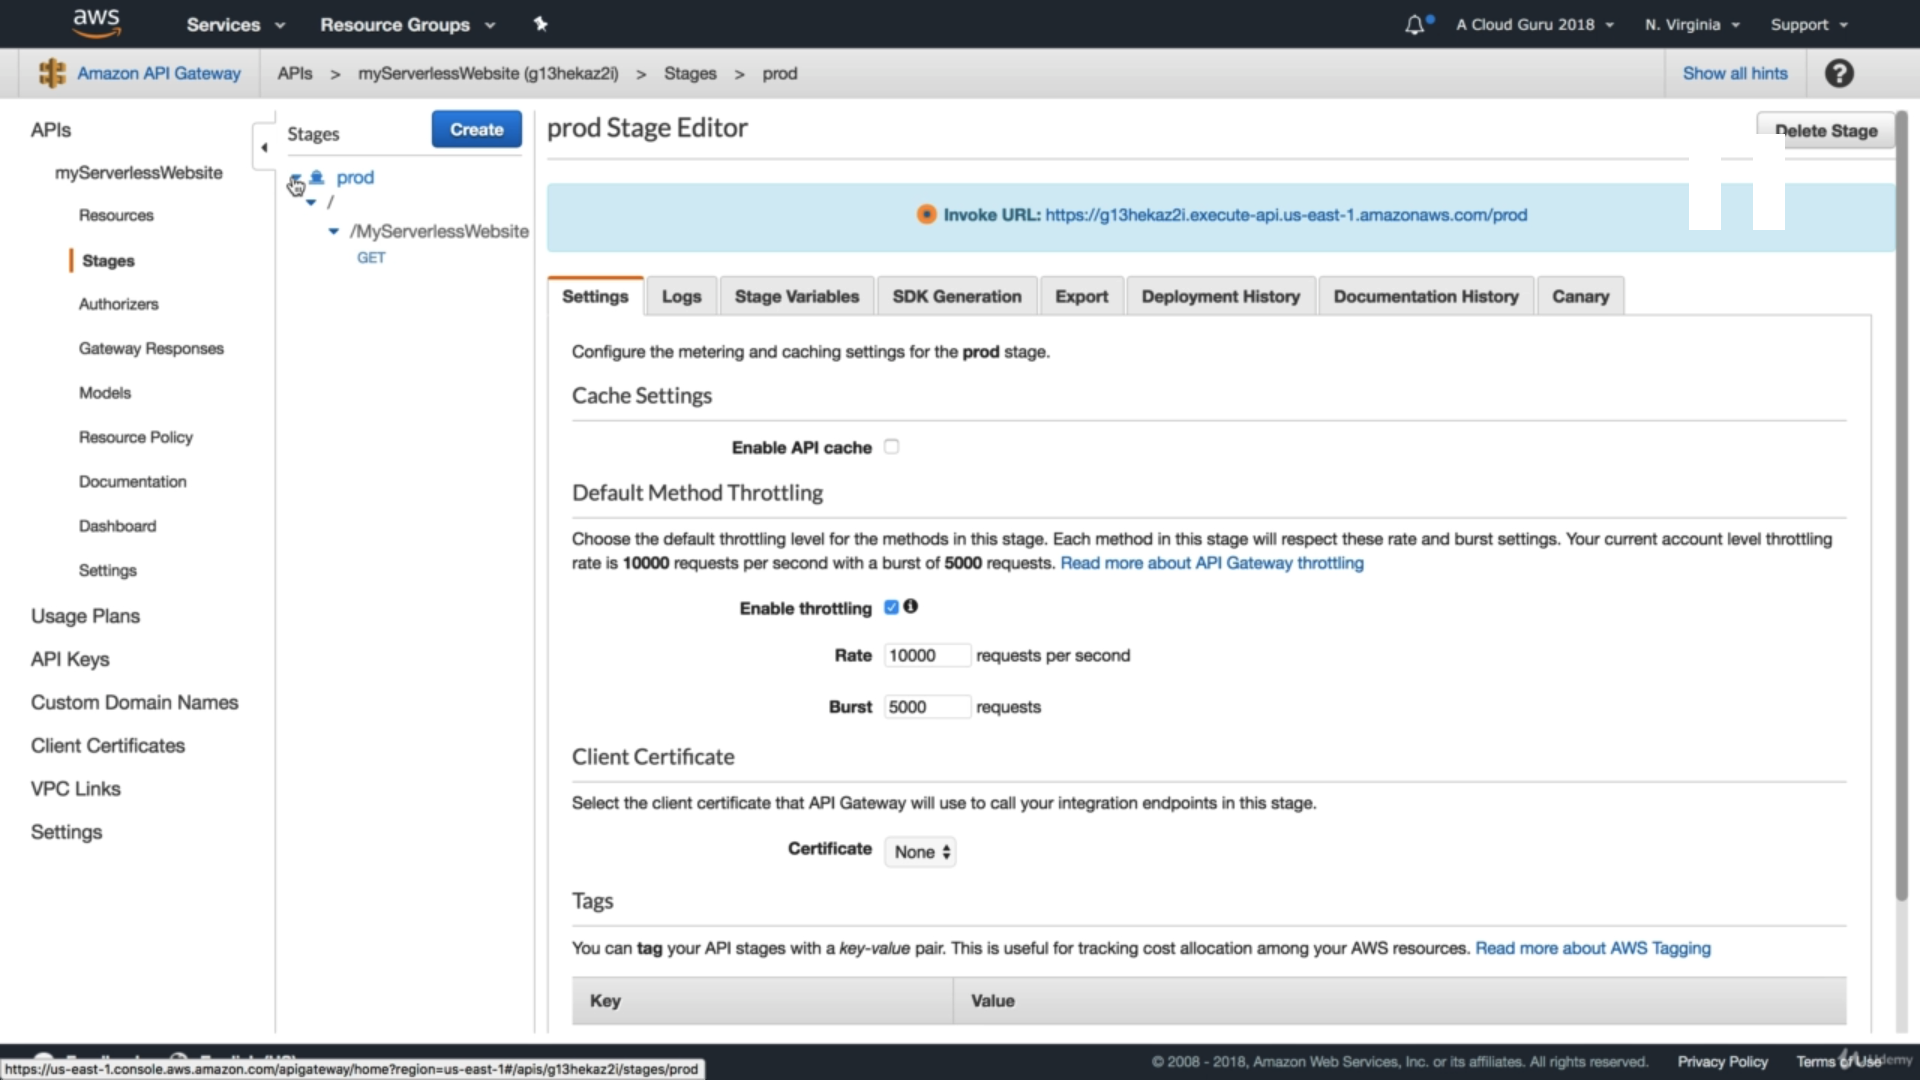 aws Services Resource Groups A Cloud Guru 2018 N. Virginia Support
Amazon API Gateway APIs > myServerlessWebsite (g13hekaz2i) > Stages > prod Show all hints ?
APIs
myServerlessWebsite
Resources
Stages
Authorizers
Gateway Responses
Models
Resource Policy
Documentation
Dashboard
Settings
Usage Plans
API Keys
Custom Domain Names
Client Certificates
VPC Links
Settings
Stages Create
prod
/
/MyServerlessWebsite
GET
prod Stage Editor Delete Stage
Invoke URL: https://g13hekaz2i.execute-api.us-east-1.amazonaws.com/prod
Settings Logs Stage Variables SDK Generation Export Deployment History Documentation History Canary
Configure the metering and caching settings for the prod stage.
Cache Settings
Enable API cache
Default Method Throttling
Choose the default throttling level for the methods in this stage. Each method in this stage will respect these rate and burst settings. Your current account level throttling
rate is 10000 requests per second with a burst of 5000 requests. Read more about API Gateway throttling
Enable throttling
Rate 10000 requests per second
Burst 5000 requests
Client Certificate
Select the client certificate that API Gateway will use to call your integration endpoints in this stage.
Certificate None
Tags
You can tag your API stages with a key-value pair. This is useful for tracking cost allocation among your AWS resources. Read more about AWS Tagging
Key Value
https://us-east-1.console.aws.amazon.com/apigateway/home?region=us-east-1#/apis/g13hekaz2i/stages/prod
© 2008 - 2018, Amazon Web Services, Inc. or its affiliates. All rights reserved. Privacy Policy Terms of Use